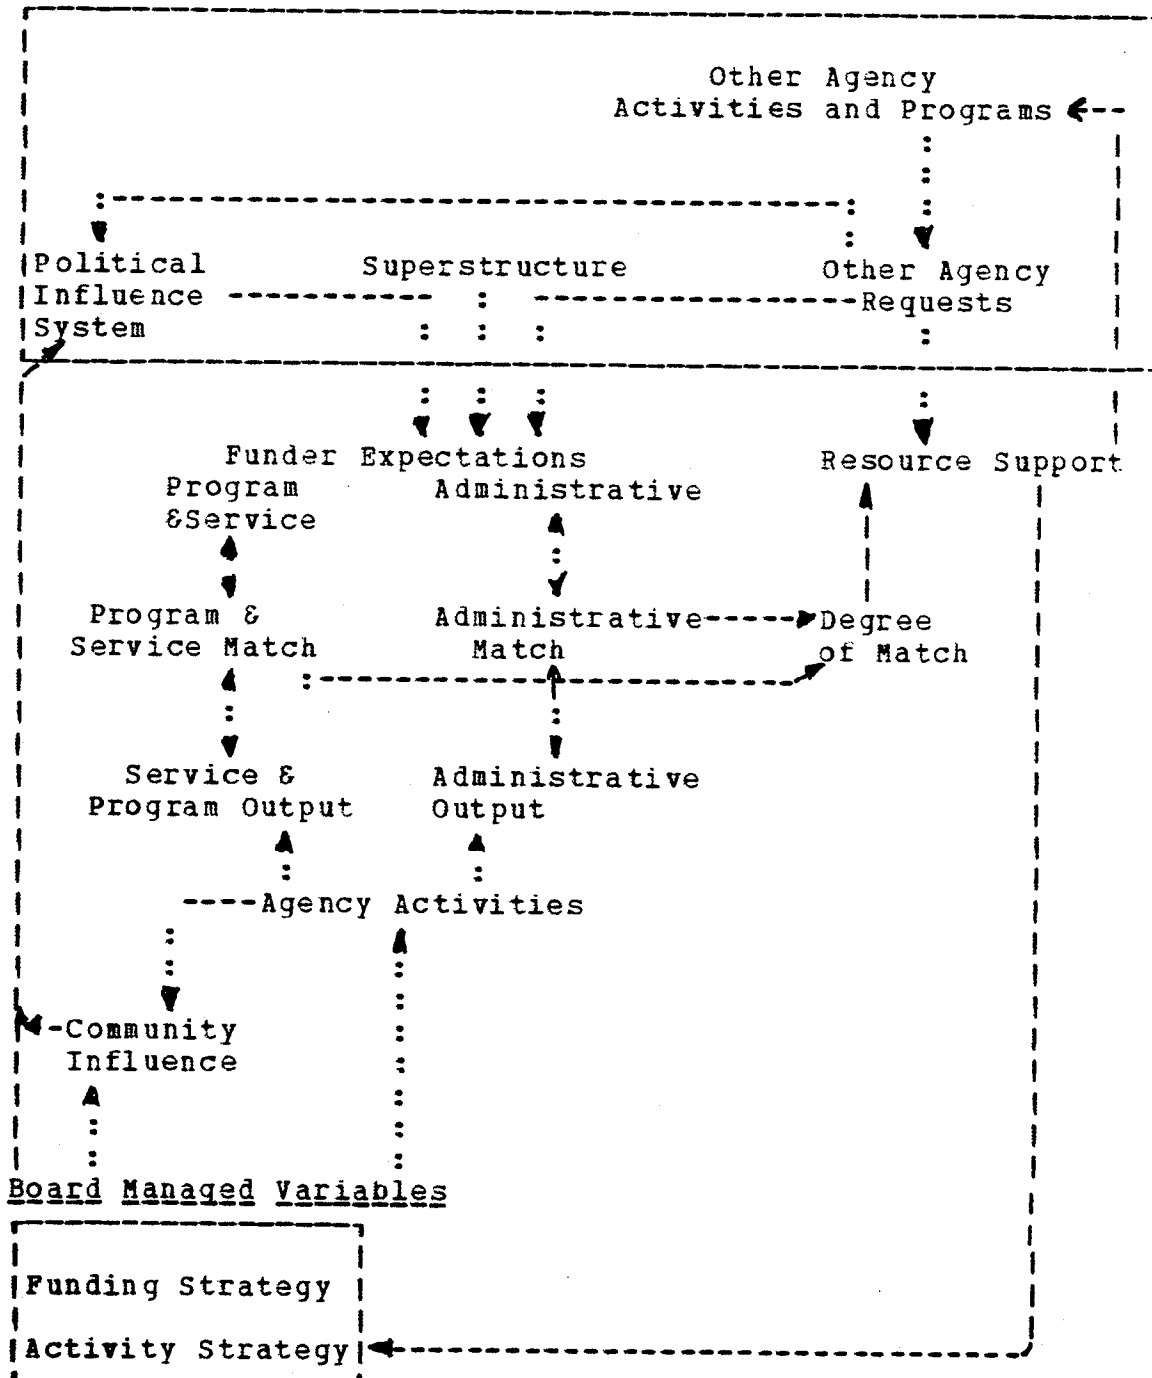 Other Agency
Activities and Programs
Political
Influence
System
Superstructure
Other Agency
Requests
Funder Expectations
Program
&Service
Administrative
Resource Support
Program &
Service Match
Administrative
Match
Degree
of Match
Service &
Program Output
Administrative
Output
Agency Activities
Community
Influence
Board Managed Variables
Funding Strategy
Activity Strategy